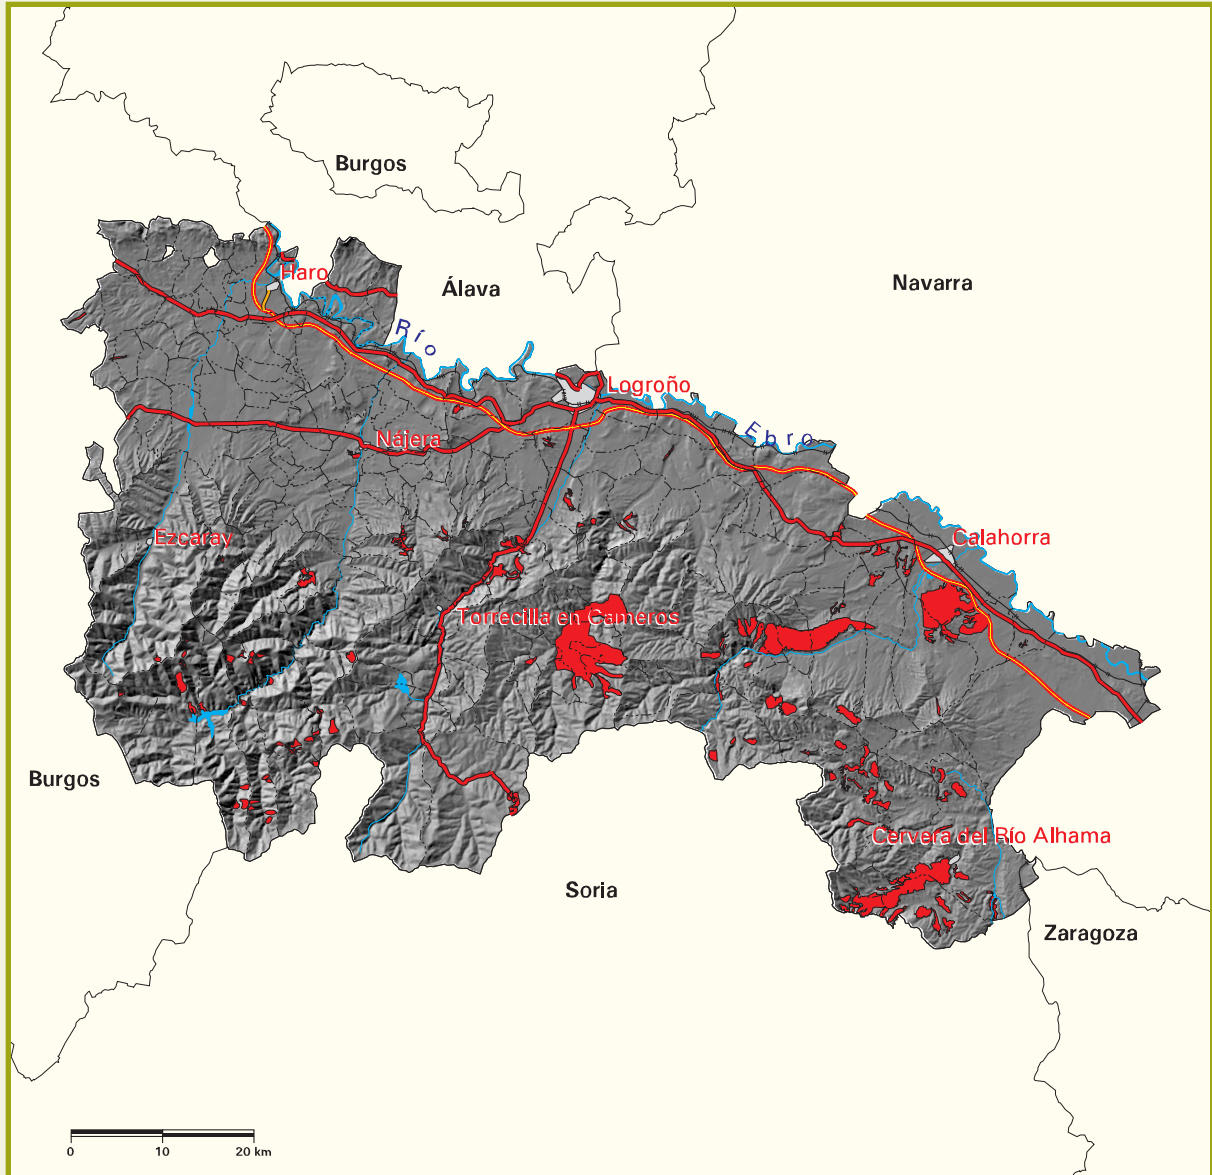 Burgos
Navarra
Haro
Álava
Río
Logroño
Nájera
Ebro
Ezcaray
Calahorra
Torrecilla en Cameros
Burgos
Cervera del Río Alhama
Soria
Zaragoza
0 10 20 km